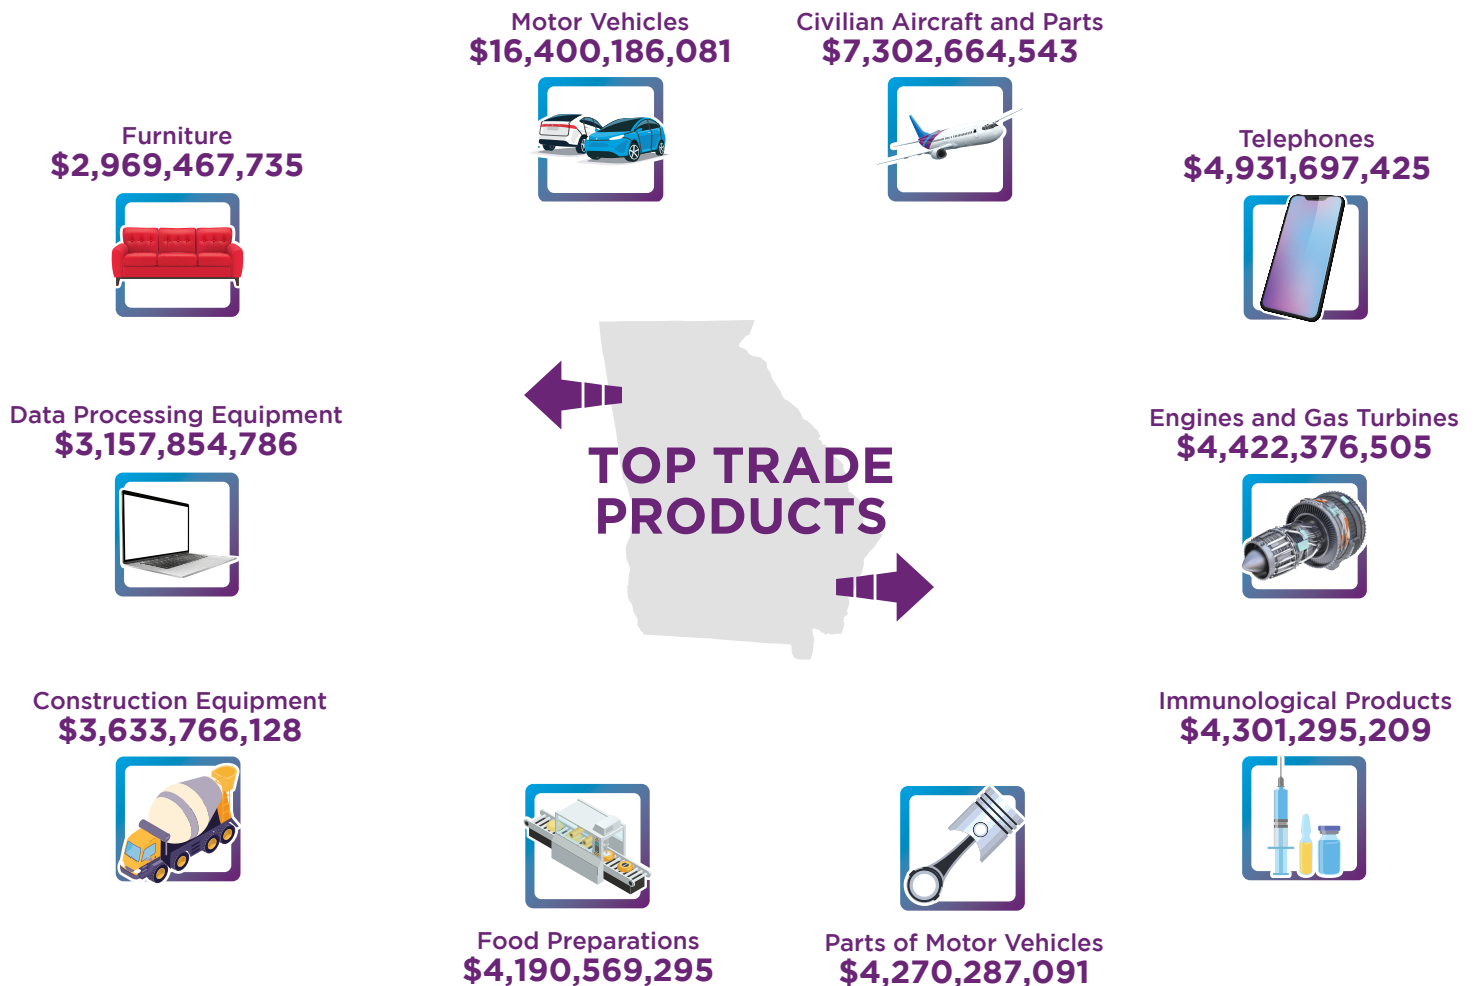 Motor Vehicles
$16,400,186,081
Civilian Aircraft and Parts
$7,302,664,543
Furniture
$2,969,467,735
Telephones
$4,931,697,425
Data Processing Equipment
$3,157,854,786
Engines and Gas Turbines
$4,422,376,505
TOP TRADE
PRODUCTS
Construction Equipment
$3,633,766,128
Immunological Products
$4,301,295,209
Food Preparations
$4,190,569,295
Parts of Motor Vehicles
$4,270,287,091